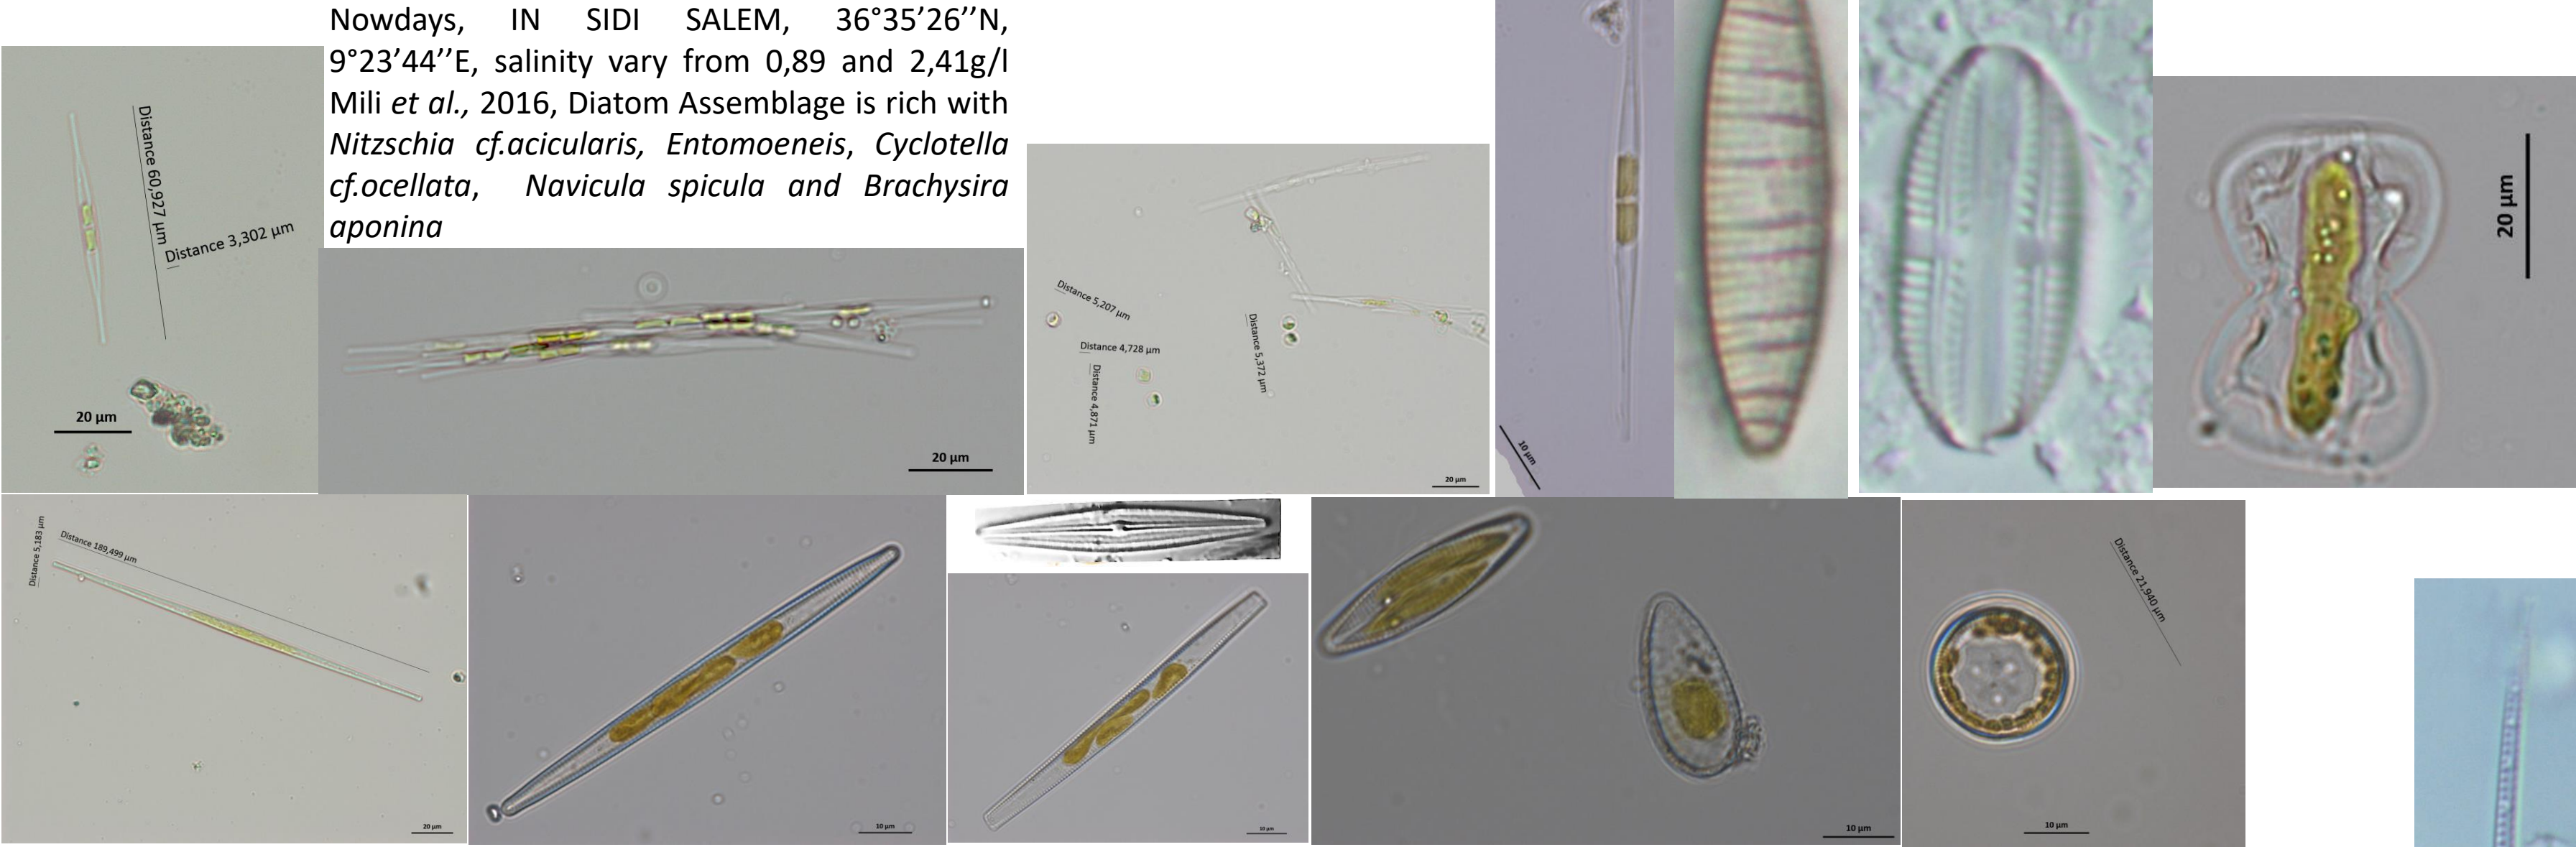 Nowdays, IN SIDI SALEM, 36°35’26’’N,
9°23’44’’E, salinity vary from 0,89 and 2,41g/l
Mili et al., 2016, Diatom Assemblage is rich with
Nitzschia cf.acicularis, Entomoeneis, Cyclotella
cf.ocellata, Navicula spicula and Brachysira
aponina
Distance 60,927 µm
Distance 3,302 µm
20 µm
20 µm
Distance 5,207 µm
Distance 4,728 µm
Distance 4,871 µm
Distance 5,372 µm
20 µm
10 µm
20 µm
Distance 5,183 µm
Distance 189,499 µm
20 µm
10 µm
10 µm
10 µm
Distance 21,940 µm
10 µm